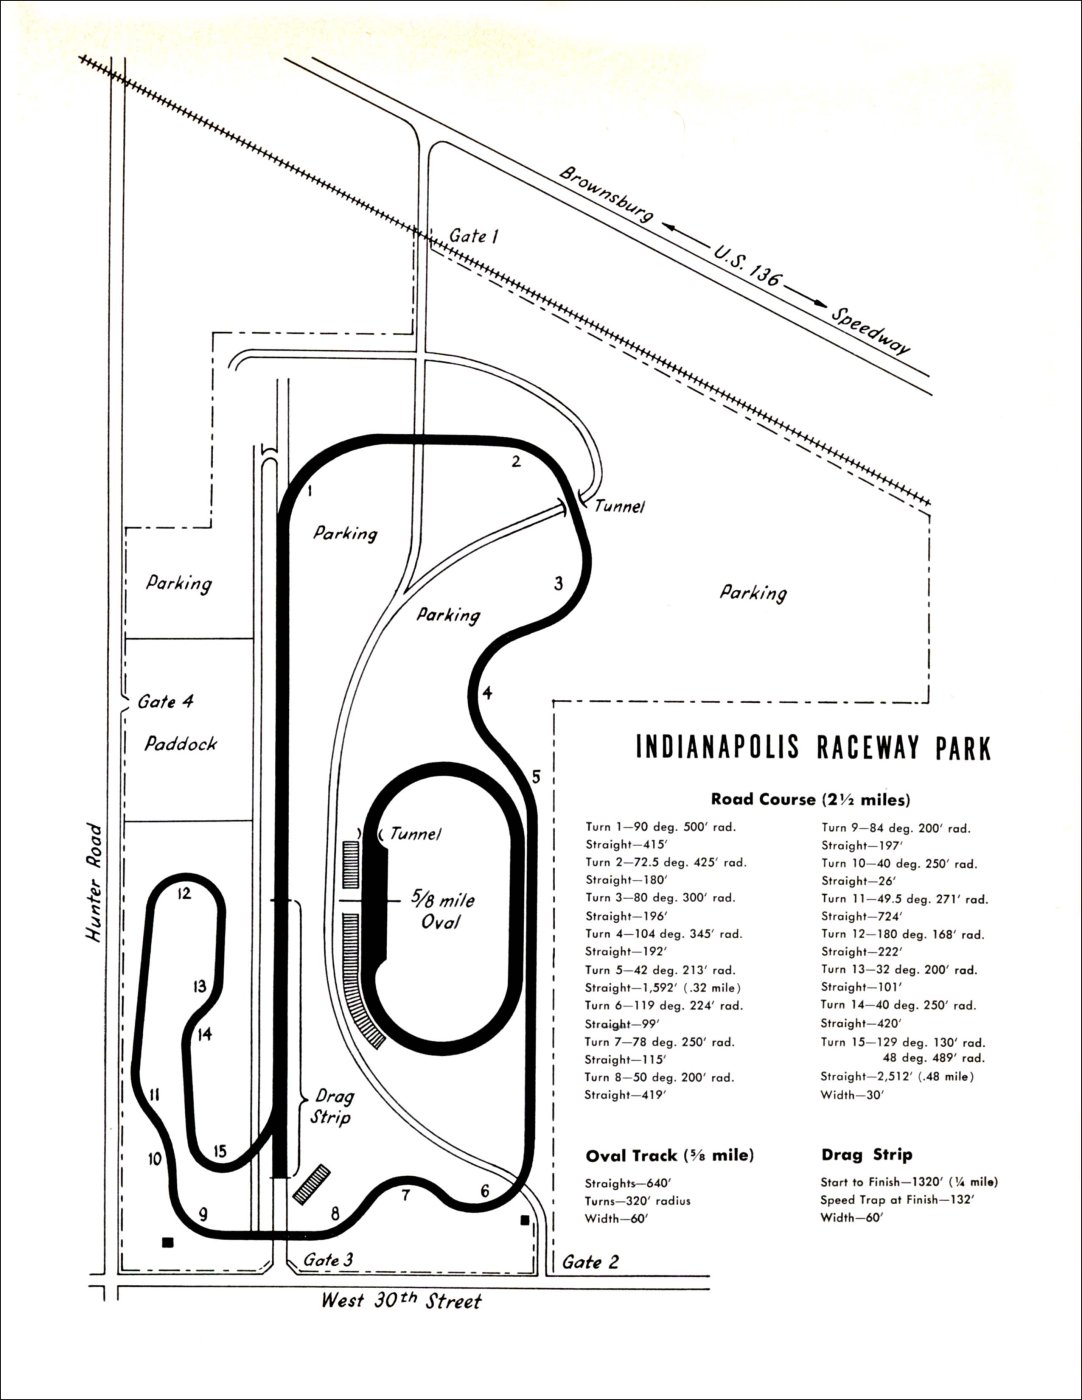 Brownsburg
U.S. 136
Speedway
Gate 1
2
1
Tunnel
Parking
3
Parking
Parking
Parking
Gate 4
4
Paddock
5
Hunter Road
Tunnel
5/8 mile
Oval
12
13
14
11
Drag
Strip
10
15
9
8
7
6
Gate 3
Gate 2
West 30th Street
INDIANAPOLIS RACEWAY PARK
Road Course (2½ miles)
Turn 1—90 deg. 500′ rad.
Straight—415′
Turn 2—72.5 deg. 425′ rad.
Straight—180′
Turn 3—80 deg. 300′ rad.
Straight—196′
Turn 4—104 deg. 345′ rad.
Straight—192′
Turn 5—42 deg. 213′ rad.
Straight—1,592′ (.32 mile)
Turn 6—119 deg. 224′ rad.
Straight—99′
Turn 7—78 deg. 250′ rad.
Straight—115′
Turn 8—50 deg. 200′ rad.
Straight—419′
Turn 9—84 deg. 200′ rad.
Straight—197′
Turn 10—40 deg. 250′ rad.
Straight—26′
Turn 11—49.5 deg. 271′ rad.
Straight—724′
Turn 12—180 deg. 168′ rad.
Straight—222′
Turn 13—32 deg. 200′ rad.
Straight—101′
Turn 14—40 deg. 250′ rad.
Straight—420′
Turn 15—129 deg. 130′ rad.
48 deg. 489′ rad.
Straight—2,512′ (.48 mile)
Width—30′
Oval Track (⅝ mile)
Straights—640′
Turns—320′ radius
Width—60′
Drag Strip
Start to Finish—1320′ (¼ mile)
Speed Trap at Finish—132′
Width—60′